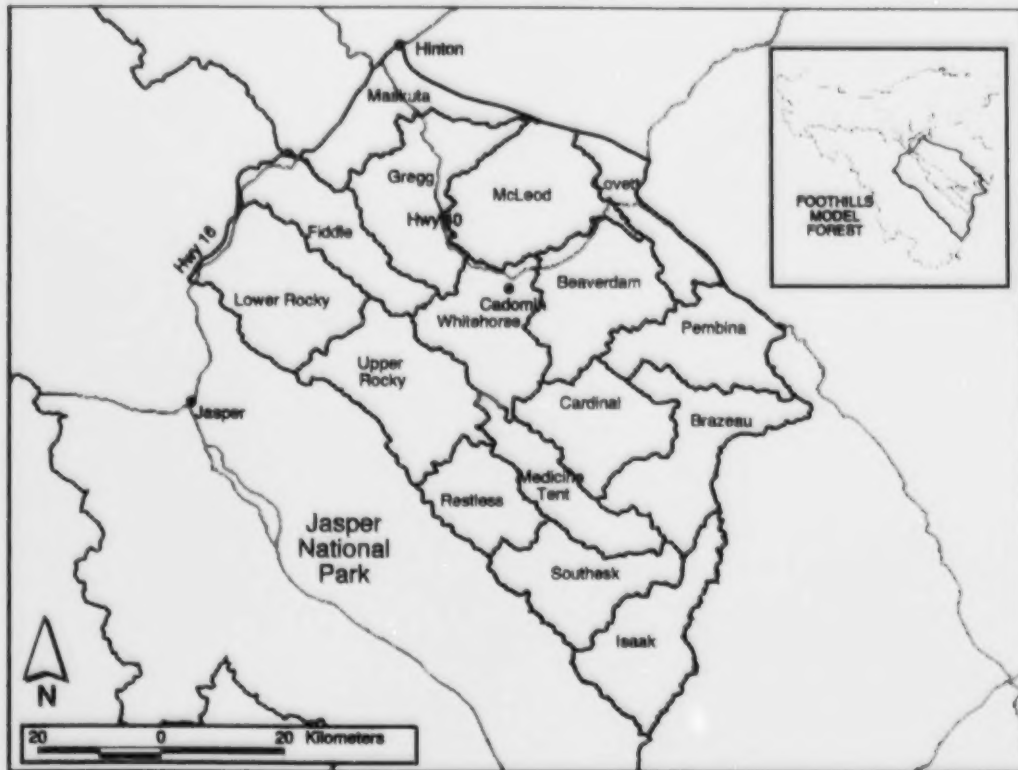 Hinton
Maskuta
Gregg
McLeod
Lovett
Hwy 40
FOOTHILLS
MODEL
FOREST
Hwy 16
Fiddle
Beaverdam
Lower Rocky
Cadomin
Whitehorse
Pembina
Upper
Rocky
Cardinal
Jasper
Brazeau
Medicine
Tent
Restless
Jasper
National
Park
Southesk
Isaak
N
20 0 20 Kilometers